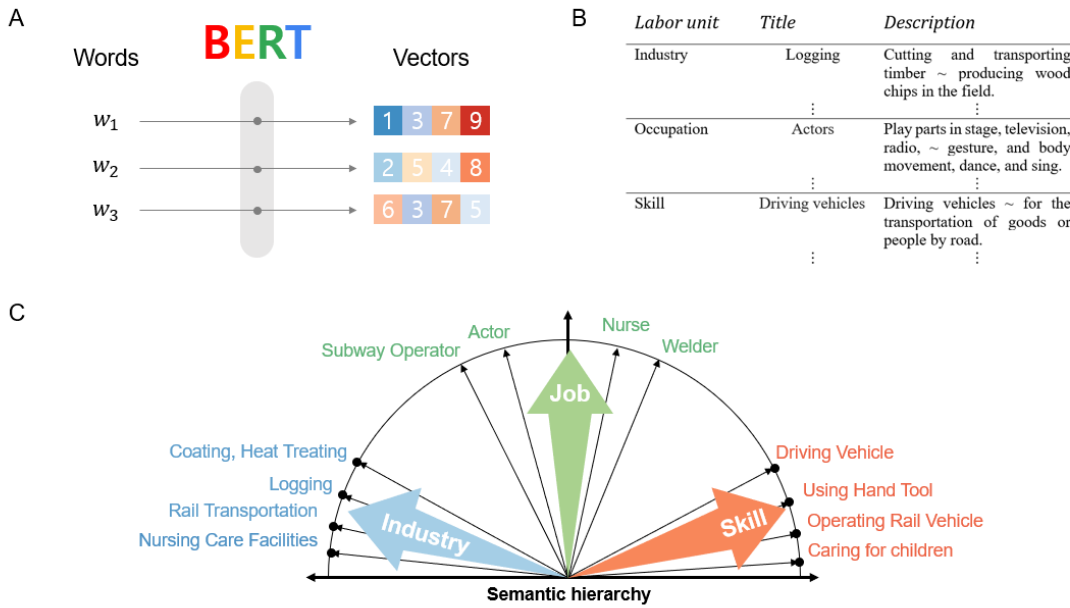 A
BERT
Words
Vectors
w₁
1 3 7 9
w₂
2 5 4 8
w₃
6 3 7 5
B
Labor unit Title Description
Industry Logging Cutting and transporting
timber ~ producing wood
chips in the field.
⋮ ⋮
Occupation Actors Play parts in stage, television,
radio, ~ gesture, and body
movement, dance, and sing.
⋮ ⋮
Skill Driving vehicles Driving vehicles ~ for the
transportation of goods or
people by road.
⋮ ⋮
C
Subway Operator
Actor
Nurse
Welder
Job
Coating, Heat Treating
Logging
Rail Transportation
Nursing Care Facilities
Industry
Skill
Driving Vehicle
Using Hand Tool
Operating Rail Vehicle
Caring for children
Semantic hierarchy